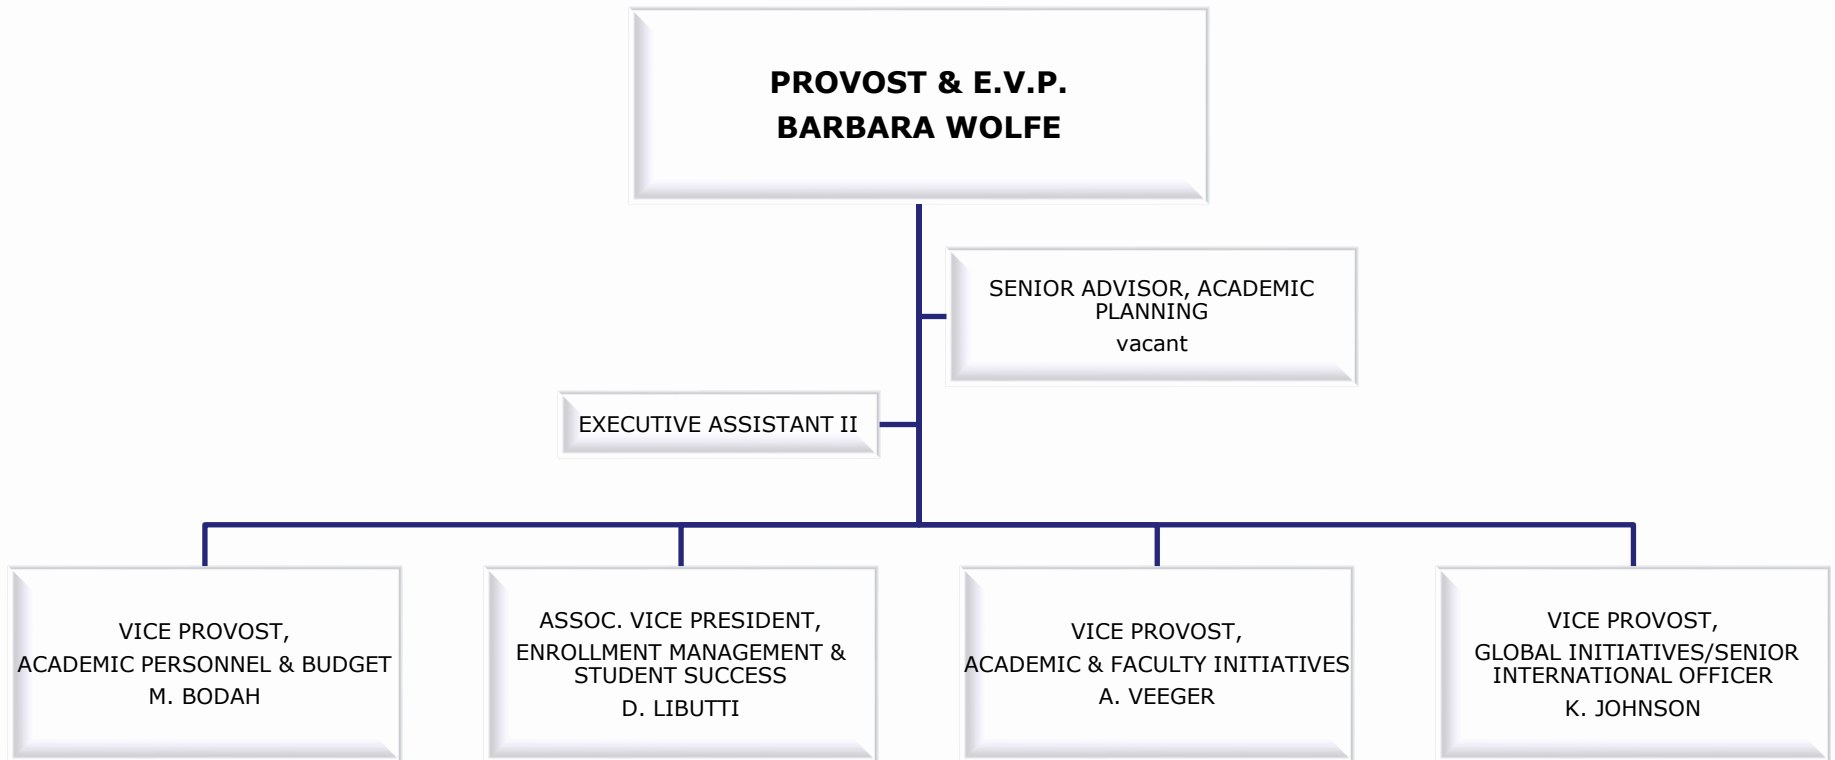 PROVOST & E.V.P.
BARBARA WOLFE
SENIOR ADVISOR, ACADEMIC
PLANNING
vacant
EXECUTIVE ASSISTANT II
VICE PROVOST,
ACADEMIC PERSONNEL & BUDGET
M. BODAH
ASSOC. VICE PRESIDENT,
ENROLLMENT MANAGEMENT &
STUDENT SUCCESS
D. LIBUTTI
VICE PROVOST,
ACADEMIC & FACULTY INITIATIVES
A. VEEGER
VICE PROVOST,
GLOBAL INITIATIVES/SENIOR
INTERNATIONAL OFFICER
K. JOHNSON